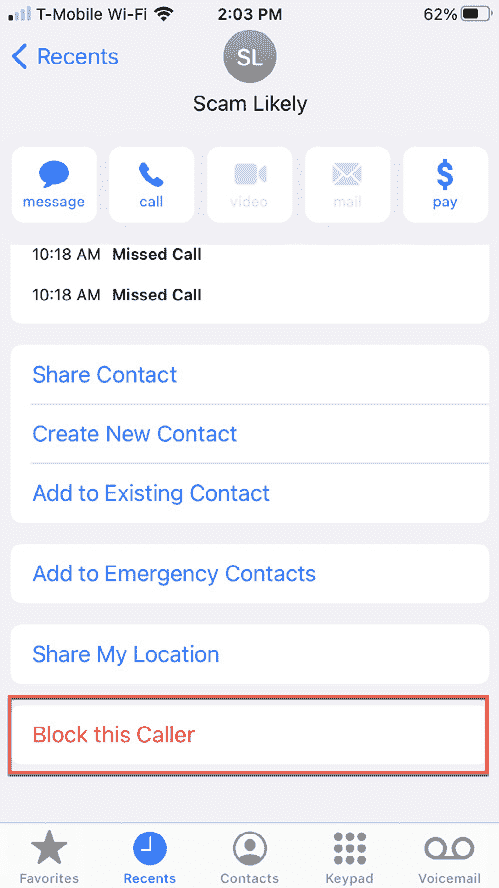 T-Mobile Wi-Fi 2:03 PM 62%
Recents
SL
Scam Likely
message call video mail pay
10:18 AM Missed Call
10:18 AM Missed Call
Share Contact
Create New Contact
Add to Existing Contact
Add to Emergency Contacts
Share My Location
Block this Caller
Favorites Recents Contacts Keypad Voicemail